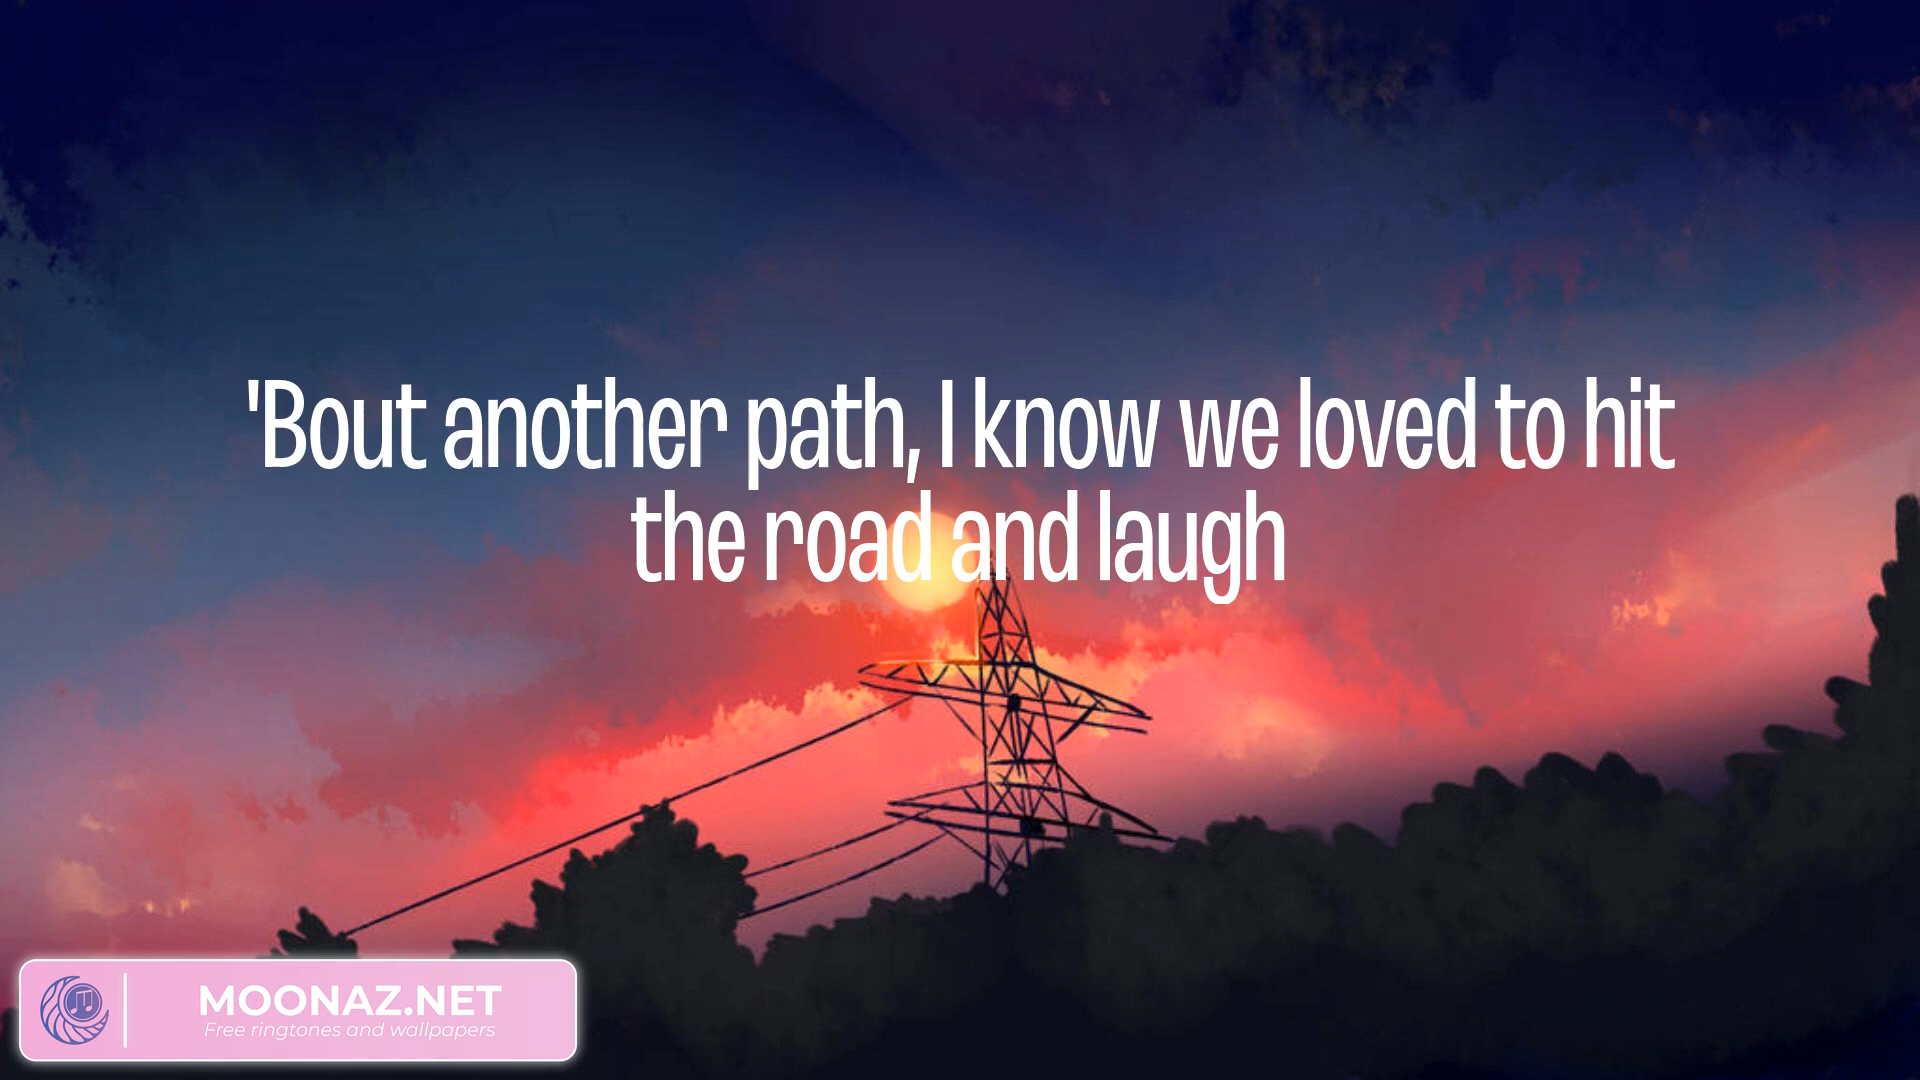 'Bout another path, I know we loved to hit
the road and laugh
MOONAZ.NET
Free ringtones and wallpapers